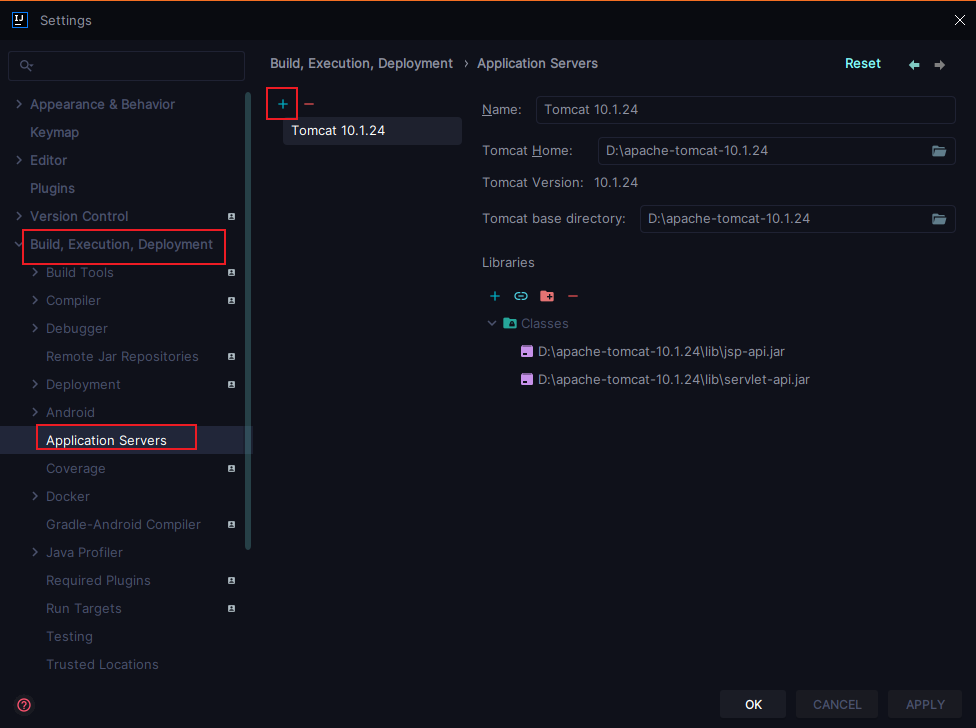 Settings
Appearance & Behavior
Keymap
Editor
Plugins
Version Control
Build, Execution, Deployment
Build Tools
Compiler
Debugger
Remote Jar Repositories
Deployment
Android
Application Servers
Coverage
Docker
Gradle-Android Compiler
Java Profiler
Required Plugins
Run Targets
Testing
Trusted Locations
Build, Execution, Deployment › Application Servers
Reset
Tomcat 10.1.24
Name: Tomcat 10.1.24
Tomcat Home: D:\apache-tomcat-10.1.24
Tomcat Version: 10.1.24
Tomcat base directory: D:\apache-tomcat-10.1.24
Libraries
Classes
D:\apache-tomcat-10.1.24\lib\jsp-api.jar
D:\apache-tomcat-10.1.24\lib\servlet-api.jar
OK
CANCEL
APPLY